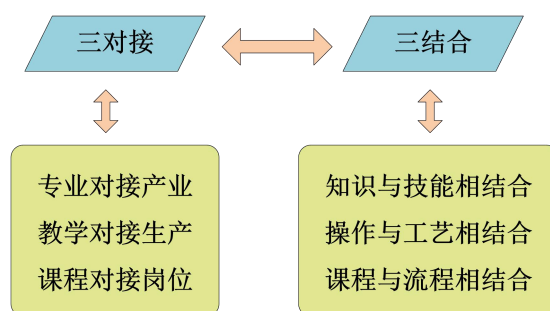 三对接
三结合
专业对接产业
教学对接生产
课程对接岗位
知识与技能相结合
操作与工艺相结合
课程与流程相结合